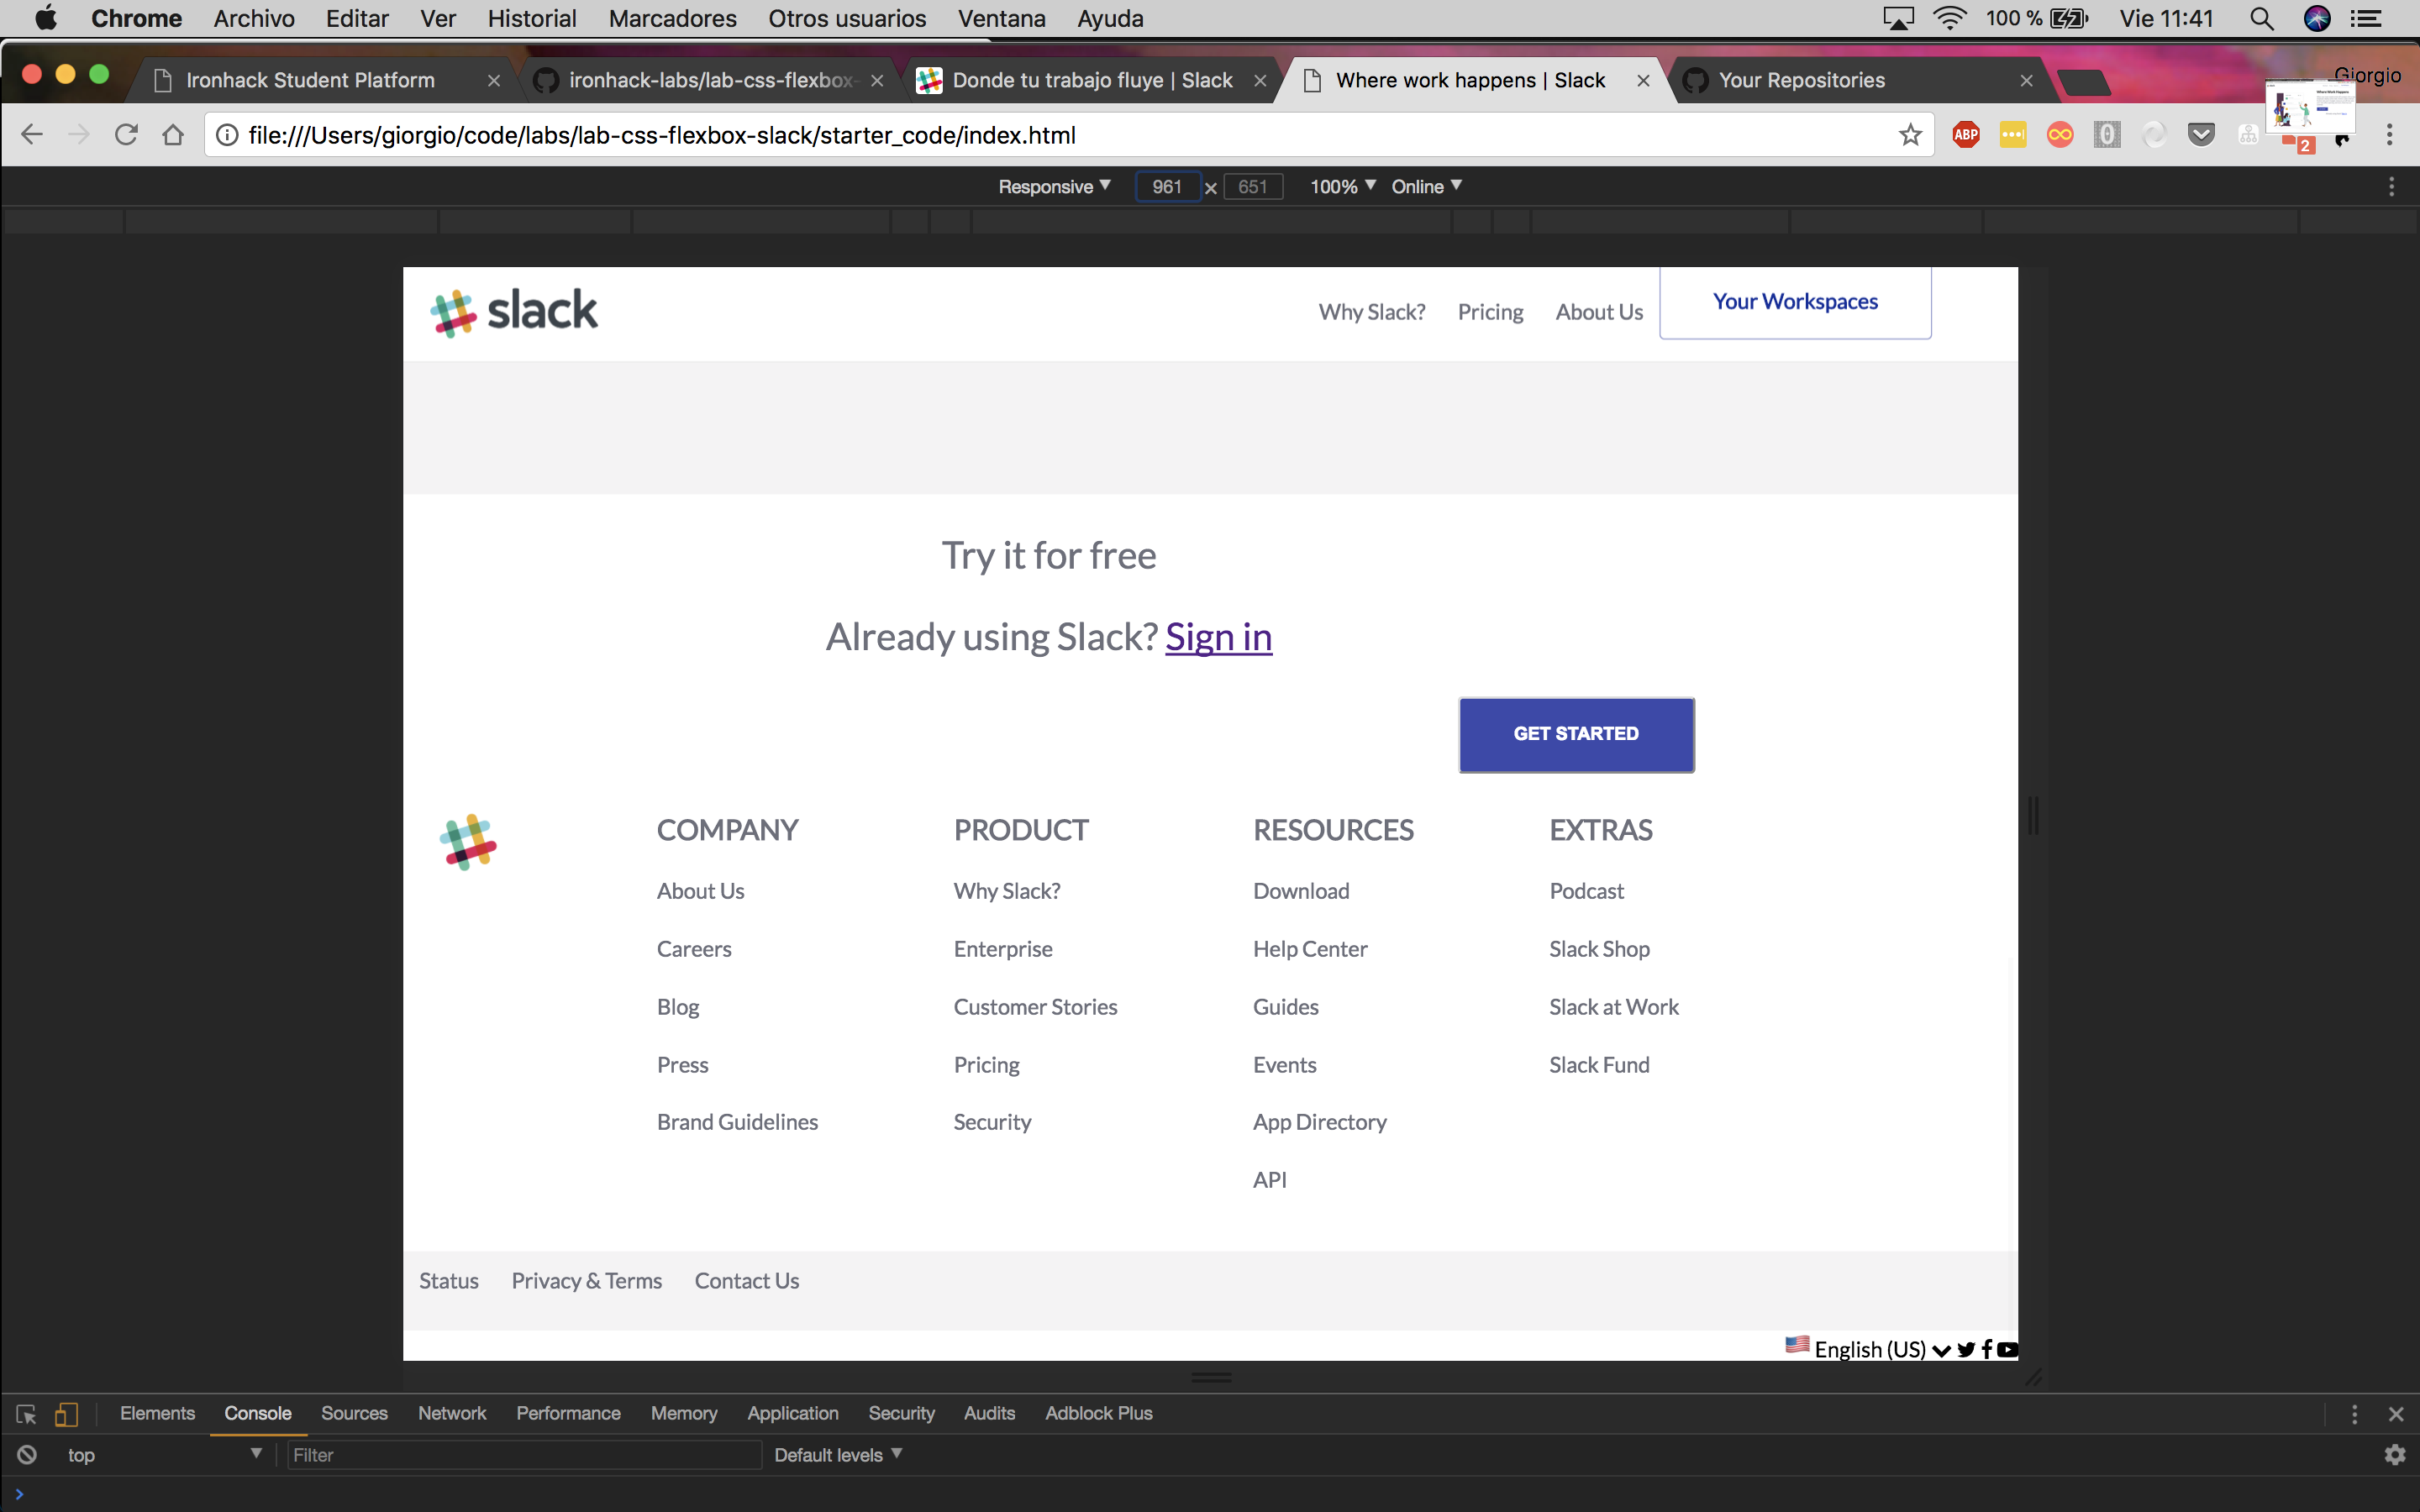 Chrome Archivo Editar Ver Historial Marcadores Otros usuarios Ventana Ayuda 100 % Vie 11:41
Ironhack Student Platform ironhack-labs/lab-css-flexbox- Donde tu trabajo fluye | Slack Where work happens | Slack Your Repositories Giorgio
file:///Users/giorgio/code/labs/lab-css-flexbox-slack/starter_code/index.html ABP 0 2
Responsive 961 × 651 100% Online
slack Why Slack? Pricing About Us Your Workspaces
Try it for free
Already using Slack? Sign in
GET STARTED
COMPANY PRODUCT RESOURCES EXTRAS
About Us Why Slack? Download Podcast
Careers Enterprise Help Center Slack Shop
Blog Customer Stories Guides Slack at Work
Press Pricing Events Slack Fund
Brand Guidelines Security App Directory
API
Status Privacy & Terms Contact Us
English (US)
Elements Console Sources Network Performance Memory Application Security Audits Adblock Plus
top Filter Default levels